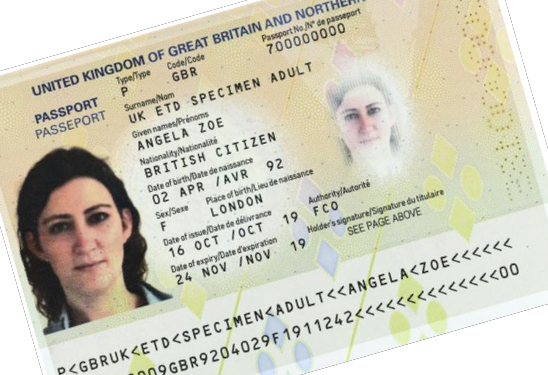 UNITED KINGDOM OF GREAT BRITAIN AND NORTHERN
PASSPORT
PASSEPORT
Type/Type Code/Code Passport No./Nº de passeport
P GBR 700000000
Surname/Nom
UK ETD SPECIMEN ADULT
Given names/Prénoms
ANGELA ZOE
Nationality/Nationalité
BRITISH CITIZEN
Date of birth/Date de naissance
02 APR /AVR 92
Sex/Sexe Place of birth/Lieu de naissance
F LONDON
Date of issue/Date de délivrance Authority/Autorité
16 OCT /OCT 19 FCO
Date of expiry/Date d'expiration Holder's signature/Signature du titulaire
24 NOV /NOV 19 SEE PAGE ABOVE
P<GBRUK<ETD<SPECIMEN<ADULT<<ANGELA<ZOE<<<<<<
009GBR9204029F1911242<<<<<<<<<<<<<<00